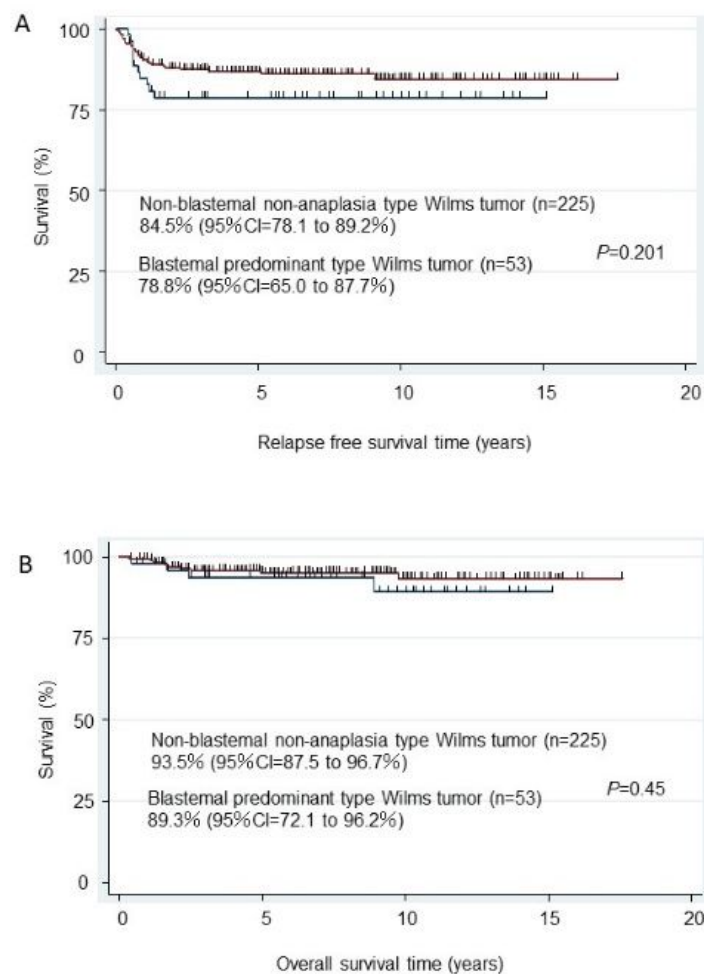 A
100
75
50
25
0
Survival (%)
Non-blastemal non-anaplasia type Wilms tumor (n=225)
84.5% (95%CI=78.1 to 89.2%)
P=0.201
Blastemal predominant type Wilms tumor (n=53)
78.8% (95%CI=65.0 to 87.7%)
0 5 10 15 20
Relapse free survival time (years)
B
100
75
50
25
0
Survival (%)
Non-blastemal non-anaplasia type Wilms tumor (n=225)
93.5% (95%CI=87.5 to 96.7%)
P=0.45
Blastemal predominant type Wilms tumor (n=53)
89.3% (95%CI=72.1 to 96.2%)
0 5 10 15 20
Overall survival time (years)